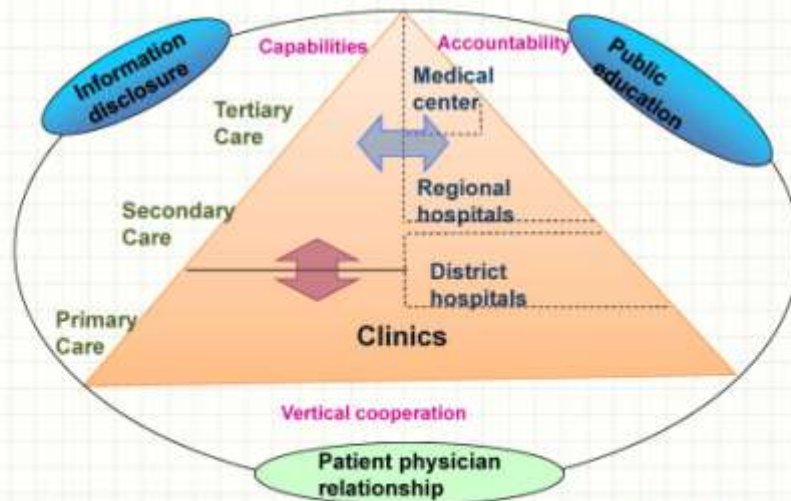 Information
disclosure
Capabilities
Accountability
Public
education
Medical
center
Tertiary
Care
Regional
hospitals
Secondary
Care
District
hospitals
Primary
Care
Clinics
Vertical cooperation
Patient physician
relationship